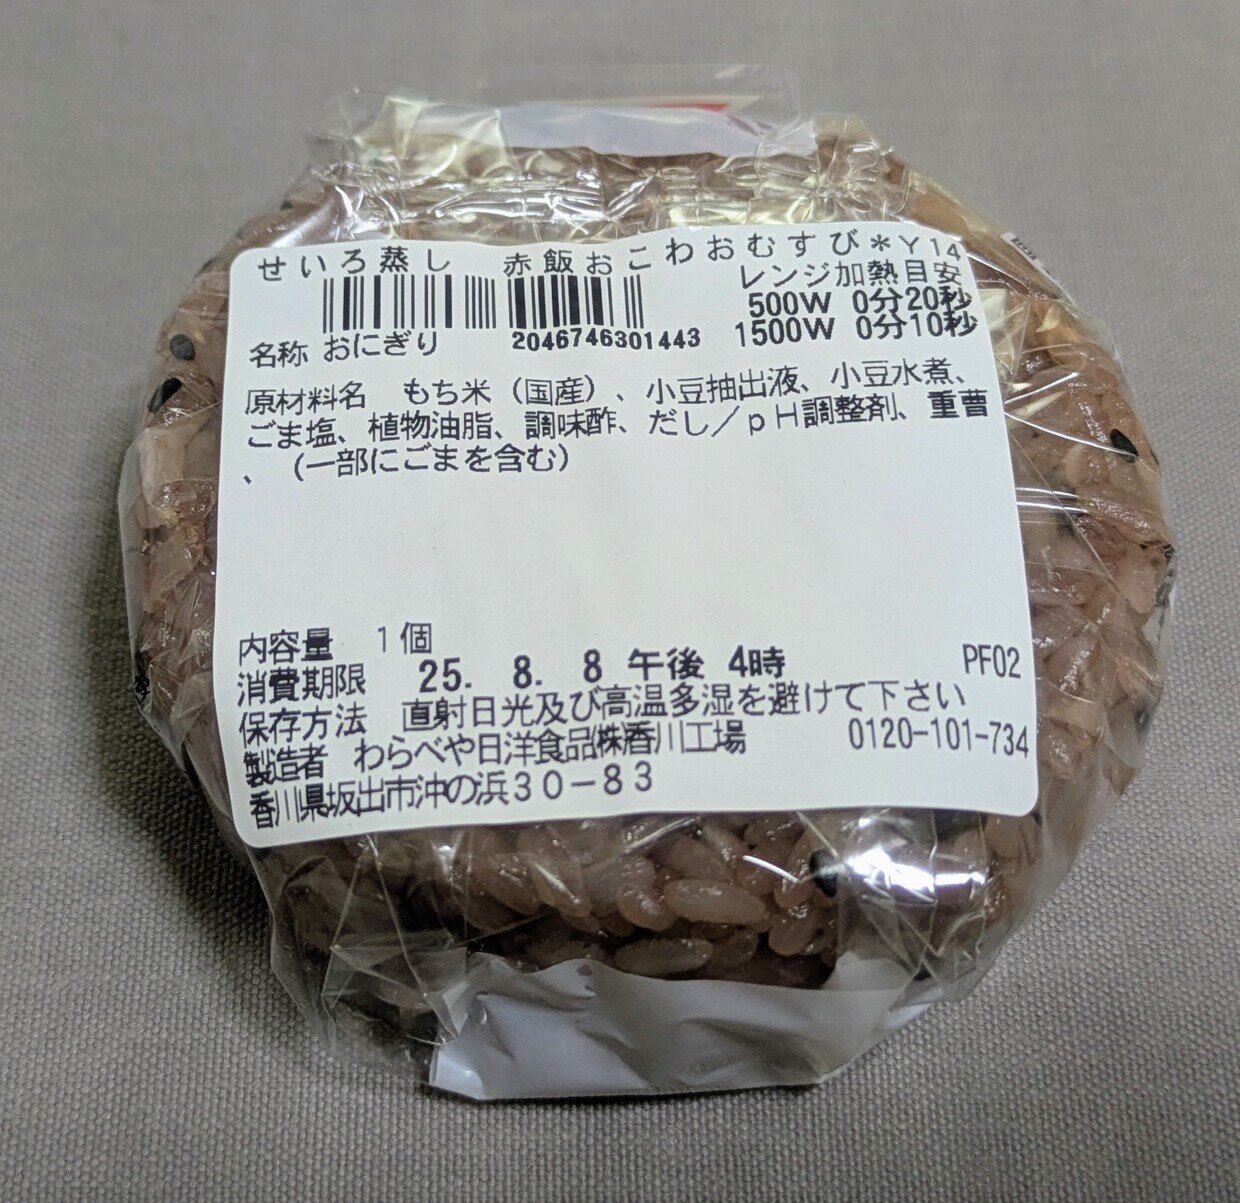 せいろ蒸し　赤飯おこわおむすび＊Y14
レンジ加熱目安
500W 0分20秒
1500W 0分10秒
2046746301443
名称 おにぎり
原材料名　もち米（国産）、小豆抽出液、小豆水煮、
ごま塩、植物油脂、調味酢、だし／pH調整剤、重曹
、（一部にごまを含む）
内容量　1個
消費期限　25. 8. 8 午後 4時　PF02
保存方法　直射日光及び高温多湿を避けて下さい
製造者　わらべや日洋食品㈱香川工場　0120-101-734
香川県坂出市沖の浜30－83